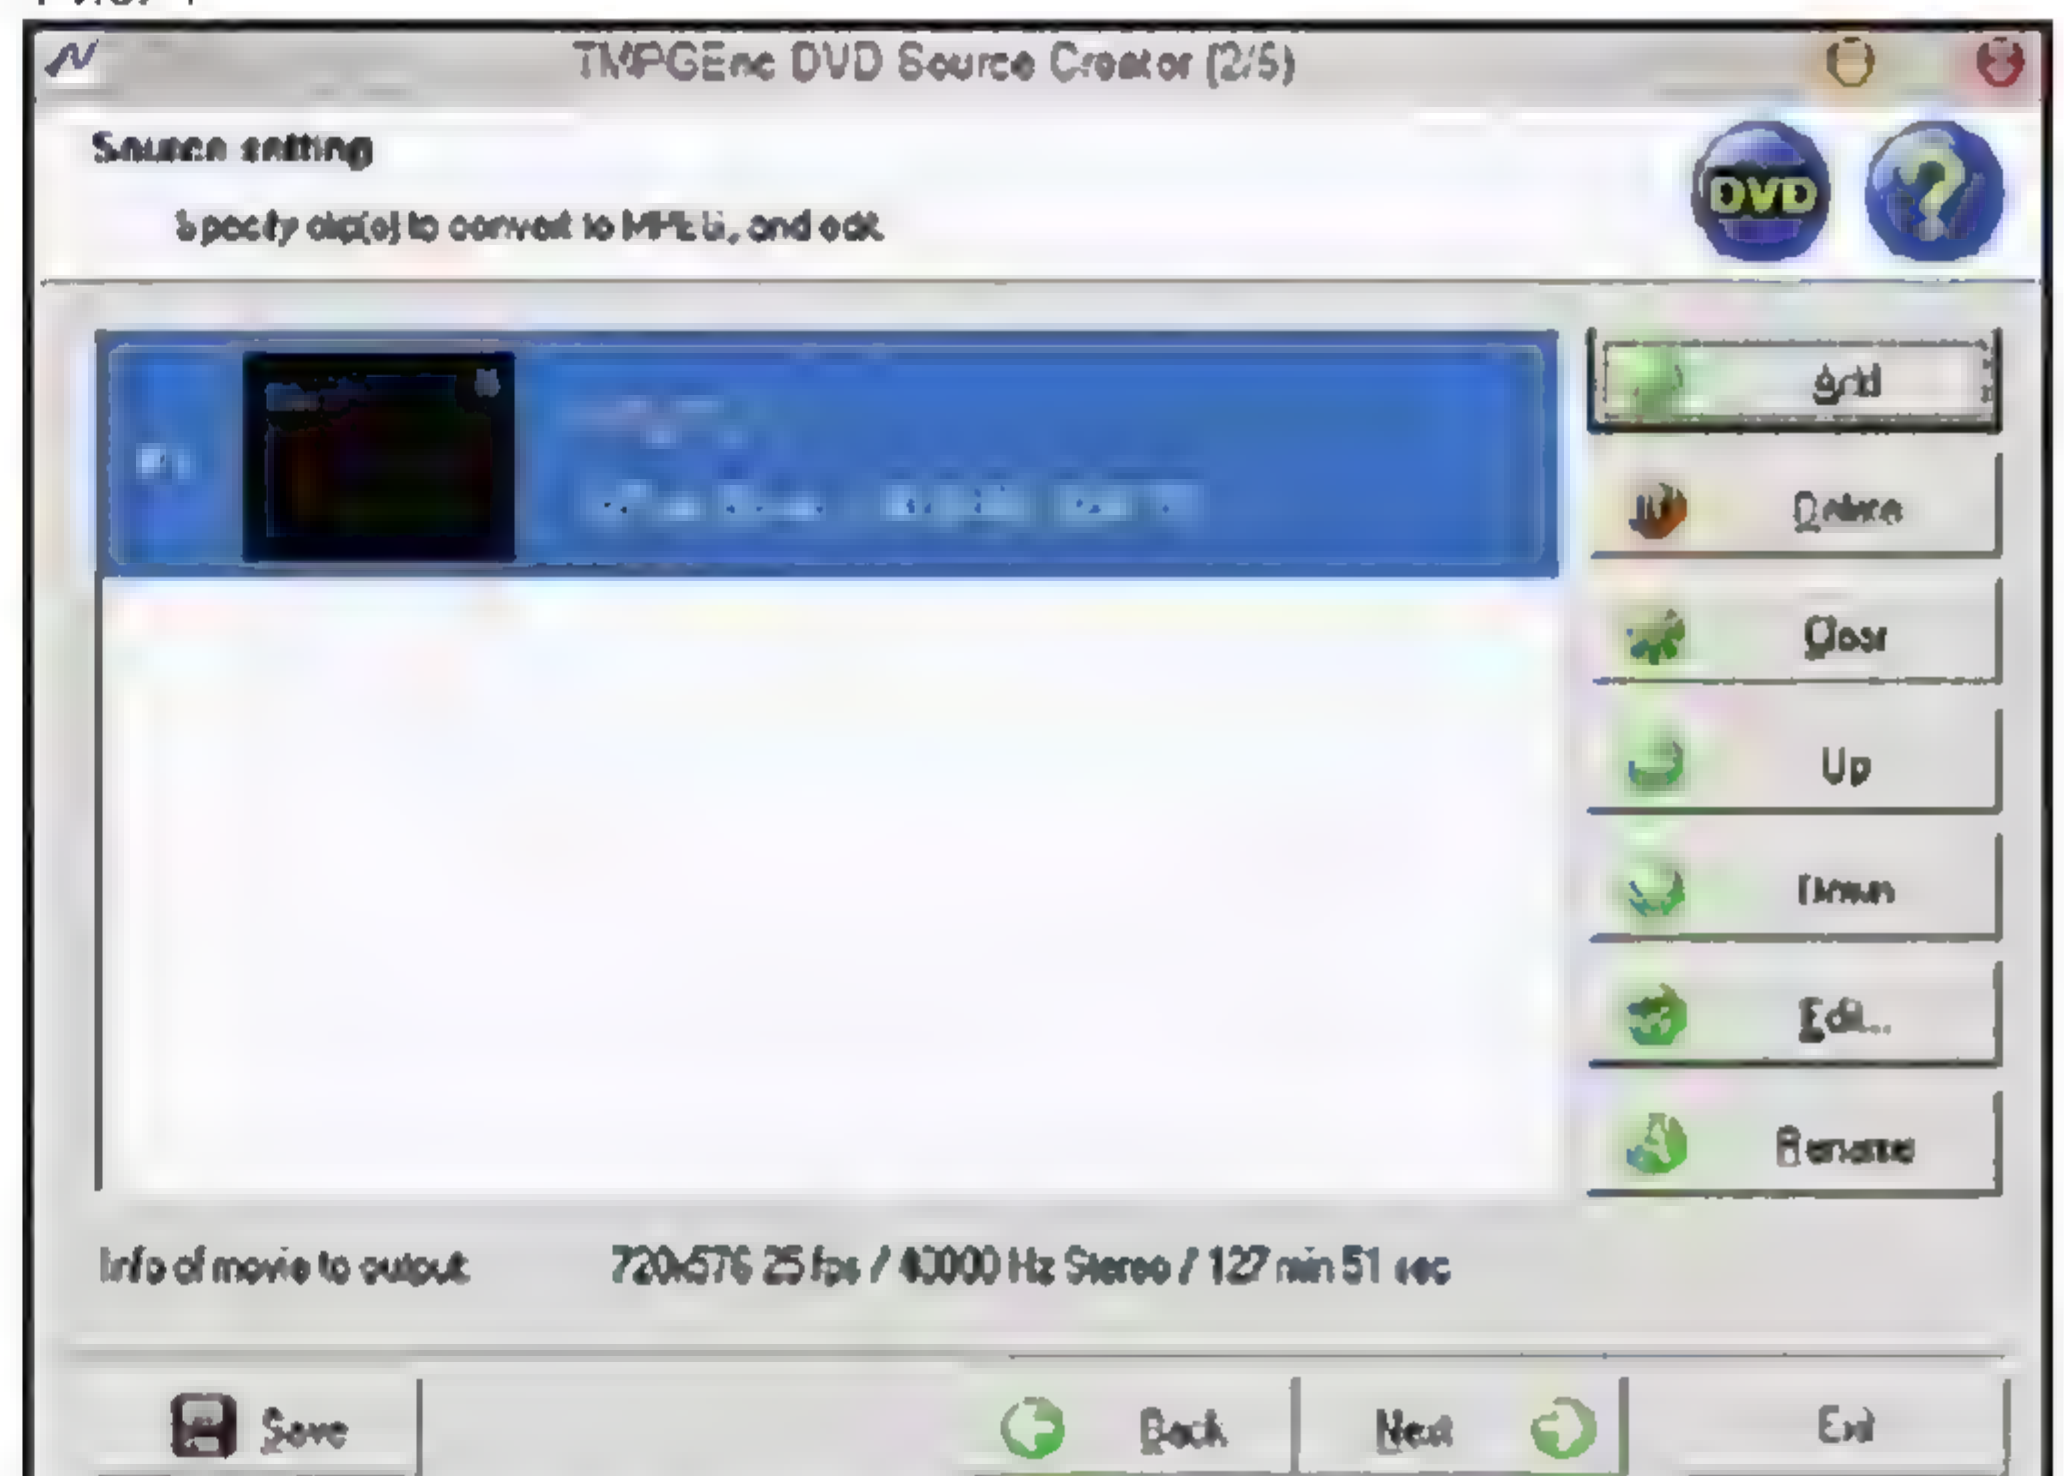 TMPGEnc DVD Source Creator (2/5)
Source setting
Specify clip(s) to convert to MPEG, and edit.
DVD
Add
Delete
Clear
Up
Down
Edit...
Rename
Info of movie to output 720x576 25 fps / 48000 Hz Stereo / 127 min 51 sec
Save
Back
Next
Exit